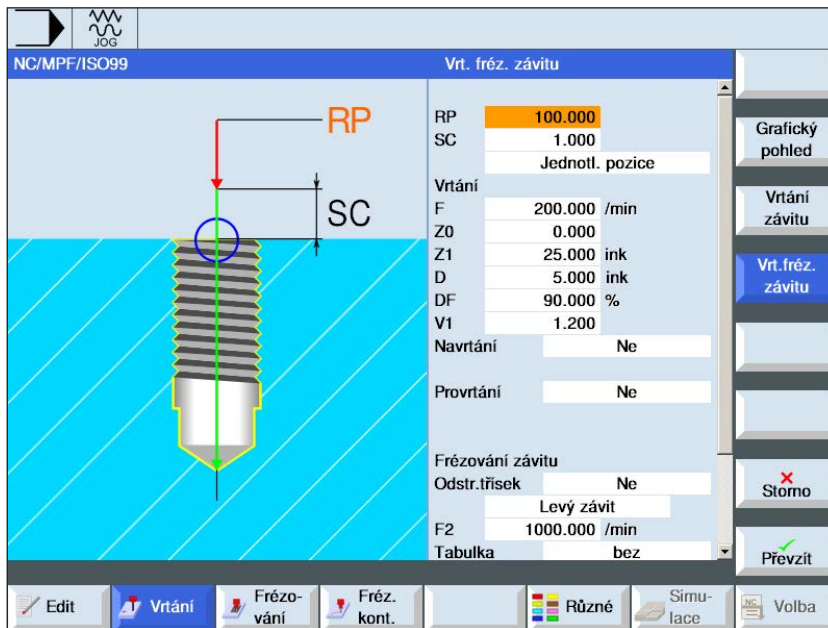 JOG
NC/MPF/ISO99
Vrt. fréz. závitu
RP
SC
RP 100.000
SC 1.000
Jednotl. pozice
Vrtání
F 200.000 /min
Z0 0.000
Z1 25.000 ink
D 5.000 ink
DF 90.000 %
V1 1.200
Navrtání Ne
Provrtání Ne
Frézování závitu
Odstr.třísek Ne
Levý závit
F2 1000.000 /min
Tabulka bez
Grafický
pohled
Vrtání
závitu
Vrt.fréz.
závitu
Storno
Převzít
Edit
Vrtání
Frézo-
vání
Fréz.
kont.
Různé
Simu-
lace
NC
Volba